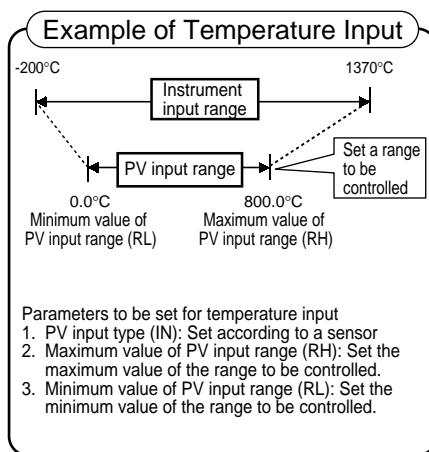 Example of Temperature Input
-200°C
1370°C
Instrument
input range
PV input range
Set a range
to be
controlled
0.0°C
Minimum value of
PV input range (RL)
800.0°C
Maximum value of
PV input range (RH)
Parameters to be set for temperature input
1. PV input type (IN): Set according to a sensor
2. Maximum value of PV input range (RH): Set the
maximum value of the range to be controlled.
3. Minimum value of PV input range (RL): Set the
minimum value of the range to be controlled.